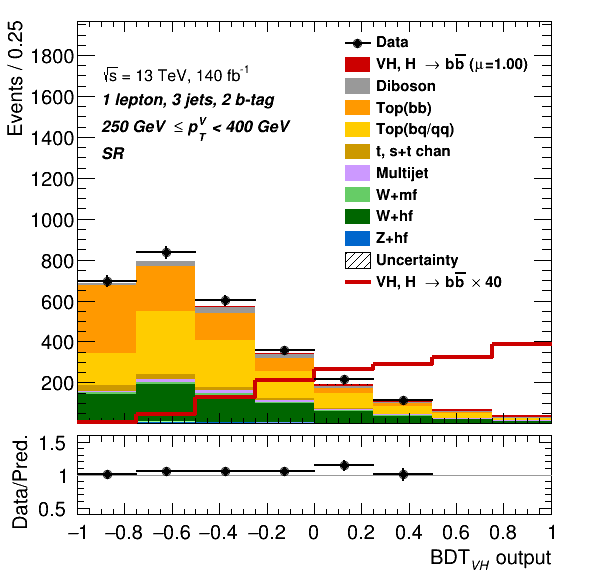 Events / 0.25
1800
1600
1400
1200
1000
800
600
400
200
√s = 13 TeV, 140 fb⁻¹
1 lepton, 3 jets, 2 b-tag
250 GeV ≤ p_T^V < 400 GeV
SR
Data
VH, H → bb̅ (μ=1.00)
Diboson
Top(bb)
Top(bq/qq)
t, s+t chan
Multijet
W+mf
W+hf
Z+hf
Uncertainty
VH, H → bb̅ × 40
Data/Pred.
1.5
1
0.5
−1 −0.8 −0.6 −0.4 −0.2 0 0.2 0.4 0.6 0.8 1
BDT_VH output